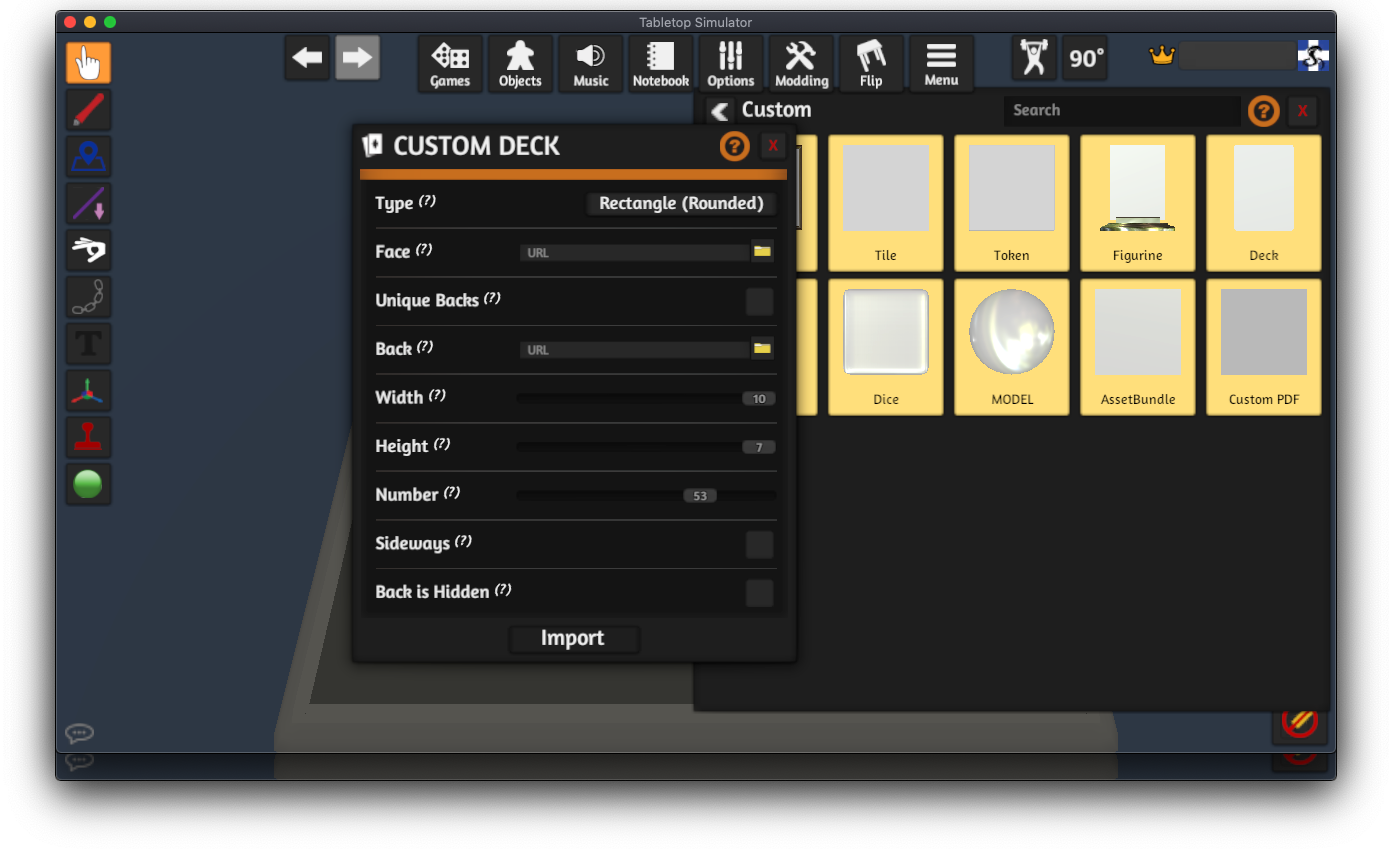 Tabletop Simulator
Games
Objects
Music
Notebook
Options
Modding
Flip
Menu
90°
Custom
Search
?
X
CUSTOM DECK
?
X
Type (?)
Rectangle (Rounded)
Face (?)
URL
Unique Backs (?)
Back (?)
URL
Width (?)
10
Height (?)
7
Number (?)
53
Sideways (?)
Back is Hidden (?)
Import
Tile
Token
Figurine
Deck
Dice
MODEL
AssetBundle
Custom PDF
T